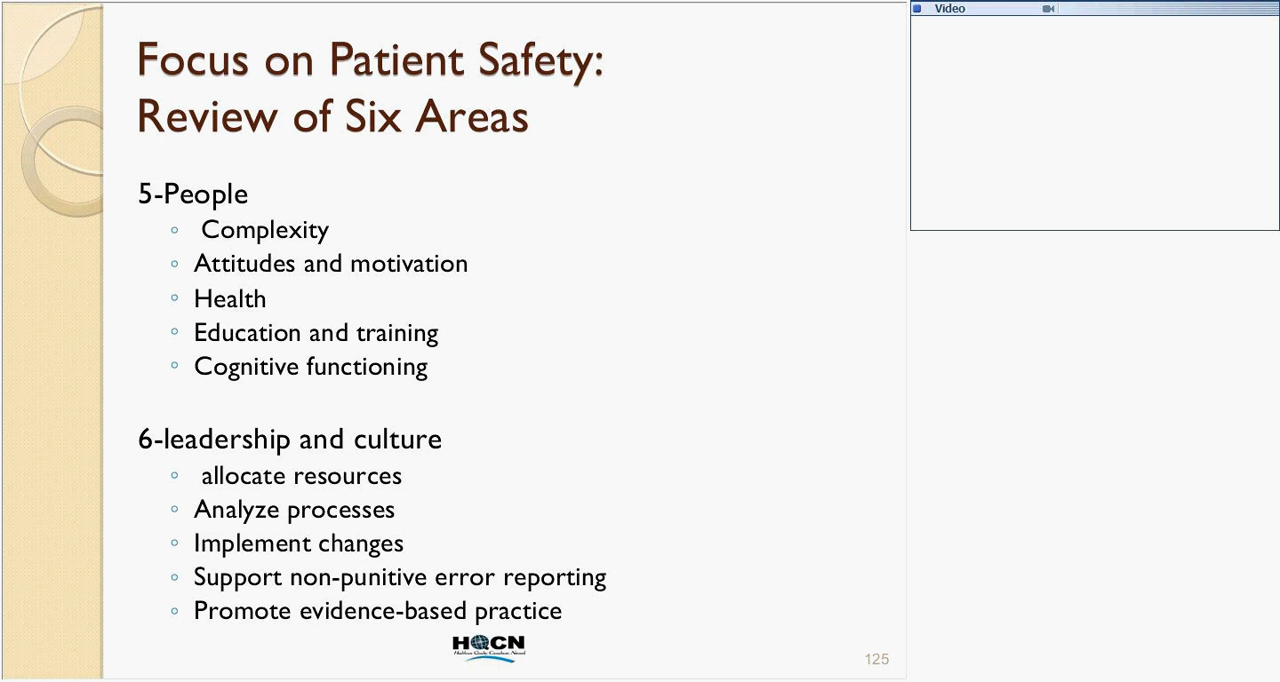 Focus on Patient Safety:
Review of Six Areas
5-People
Complexity
Attitudes and motivation
Health
Education and training
Cognitive functioning
6-leadership and culture
allocate resources
Analyze processes
Implement changes
Support non-punitive error reporting
Promote evidence-based practice
HQCN
125
Video